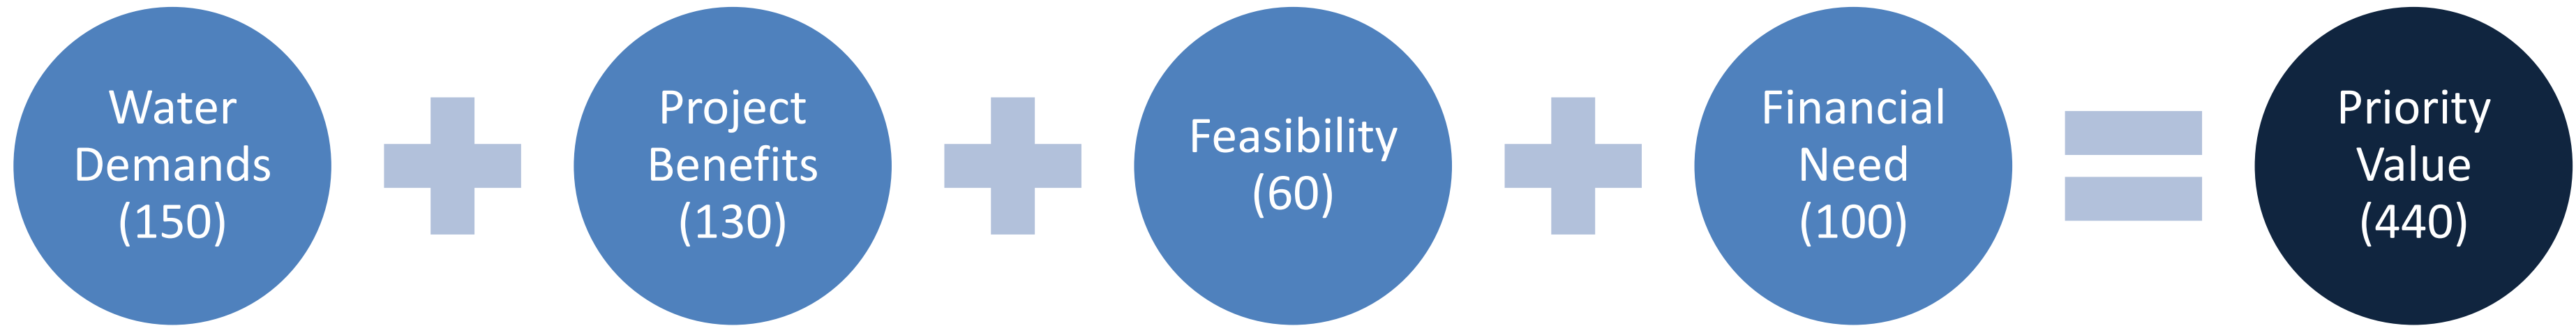 Water
Demands
(150)
Project
Benefits
(130)
Feasibility
(60)
Financial
Need
(100)
Priority
Value
(440)